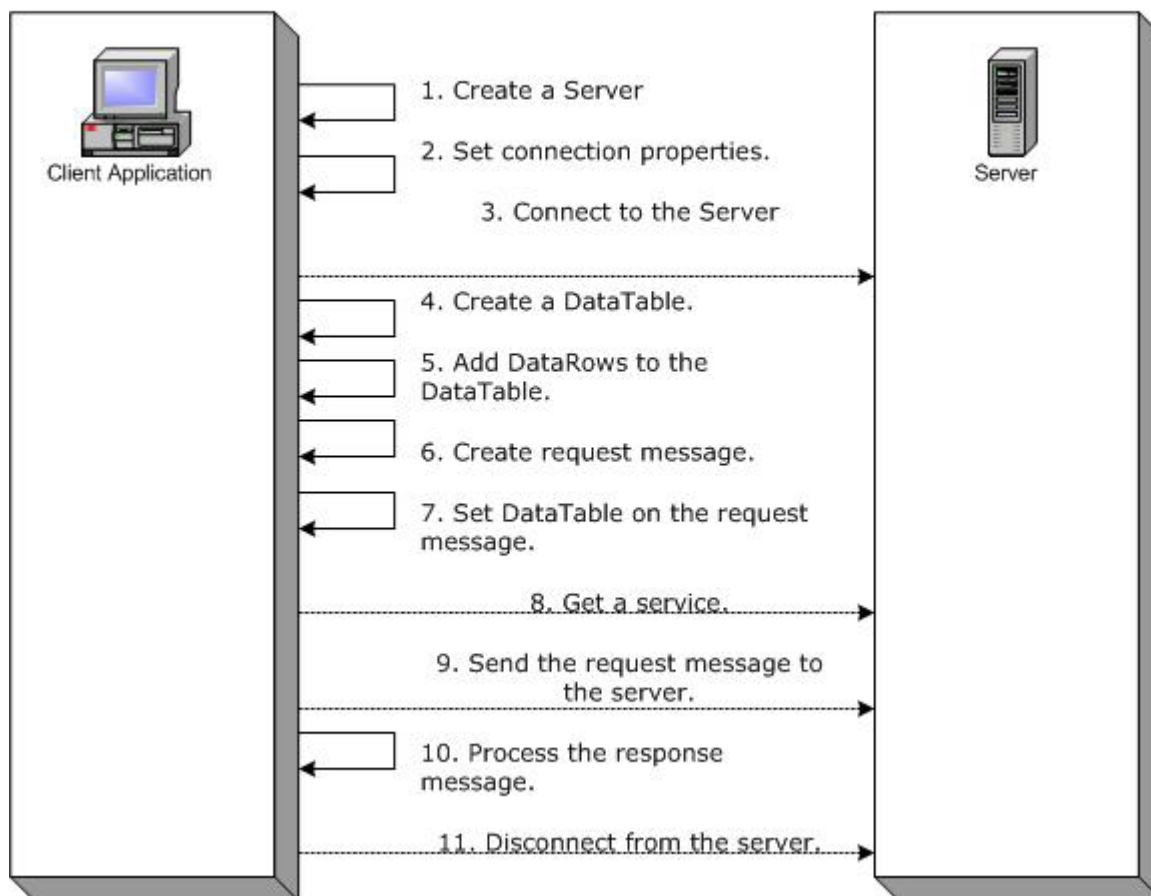 1. Create a Server
2. Set connection properties.
Client Application
Server
3. Connect to the Server
4. Create a DataTable.
5. Add DataRows to the
DataTable.
6. Create request message.
7. Set DataTable on the request
message.
8. Get a service.
9. Send the request message to
the server.
10. Process the response
message.
11. Disconnect from the server.